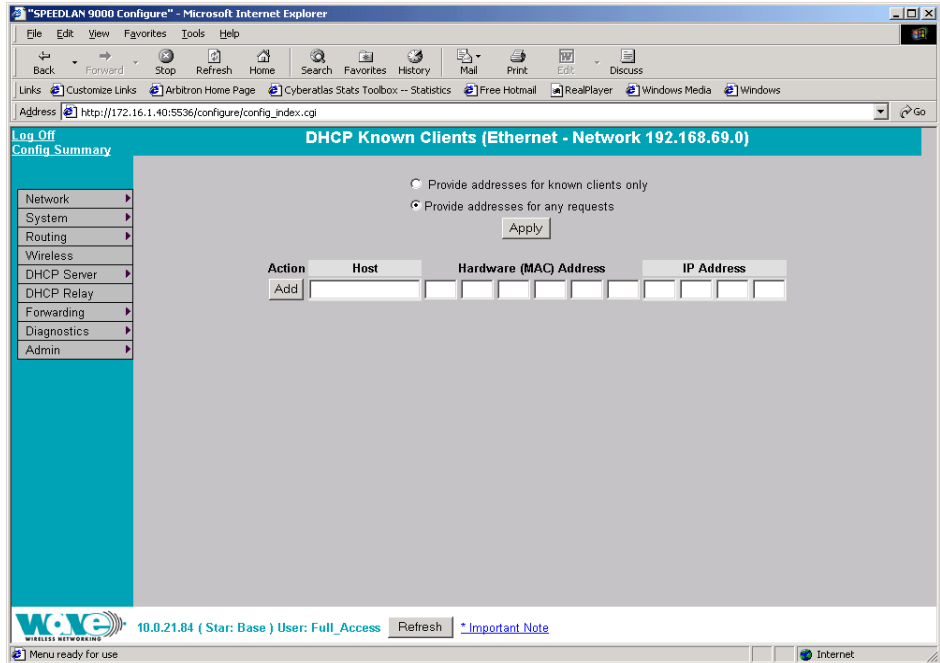 "SPEEDLAN 9000 Configure" - Microsoft Internet Explorer
File Edit View Favorites Tools Help
Back Forward Stop Refresh Home Search Favorites History Mail Print Edit Discuss
Links Customize Links Arbitron Home Page Cyberatlas Stats Toolbox -- Statistics Free Hotmail RealPlayer Windows Media Windows
Address http://172.16.1.40:5536/configure/config_index.cgi Go
Log Off
Config Summary
DHCP Known Clients (Ethernet - Network 192.168.69.0)
Provide addresses for known clients only
Provide addresses for any requests
Apply
Network
System
Routing
Wireless
DHCP Server
DHCP Relay
Forwarding
Diagnostics
Admin
Action Host Hardware (MAC) Address IP Address
Add
WAVE
WIRELESS NETWORKING
10.0.21.84 ( Star: Base ) User: Full_Access Refresh * Important Note
Menu ready for use Internet